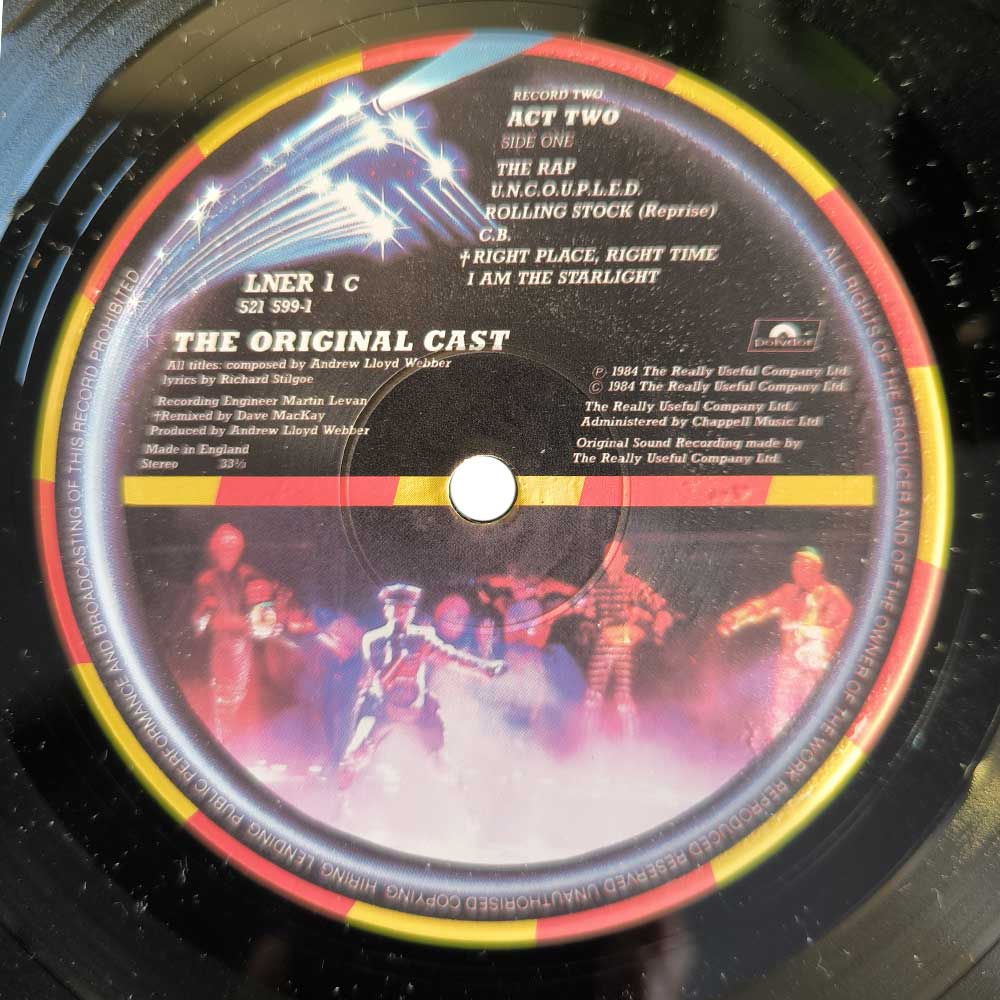 RECORD TWO
ACT TWO
SIDE ONE
THE RAP
U.N.C.O.U.P.L.E.D.
ROLLING STOCK (Reprise)
C.B.
†RIGHT PLACE, RIGHT TIME
I AM THE STARLIGHT
LNER 1 C
521 599-1
THE ORIGINAL CAST
All titles: composed by Andrew Lloyd Webber
lyrics by Richard Stilgoe
Recording Engineer Martin Levan
†Remixed by Dave MacKay
Produced by Andrew Lloyd Webber
Made in England
Stereo 33⅓
polydor
Ⓟ 1984 The Really Useful Company Ltd.
© 1984 The Really Useful Company Ltd.
The Really Useful Company Ltd./
Administered by Chappell Music Ltd.
Original Sound Recording made by
The Really Useful Company Ltd.
ALL RIGHTS OF THE PRODUCER AND OF THE OWNER OF THE WORK REPRODUCED RESERVED UNAUTHORISED COPYING HIRING LENDING PUBLIC PERFORMANCE AND BROADCASTING OF THIS RECORD PROHIBITED